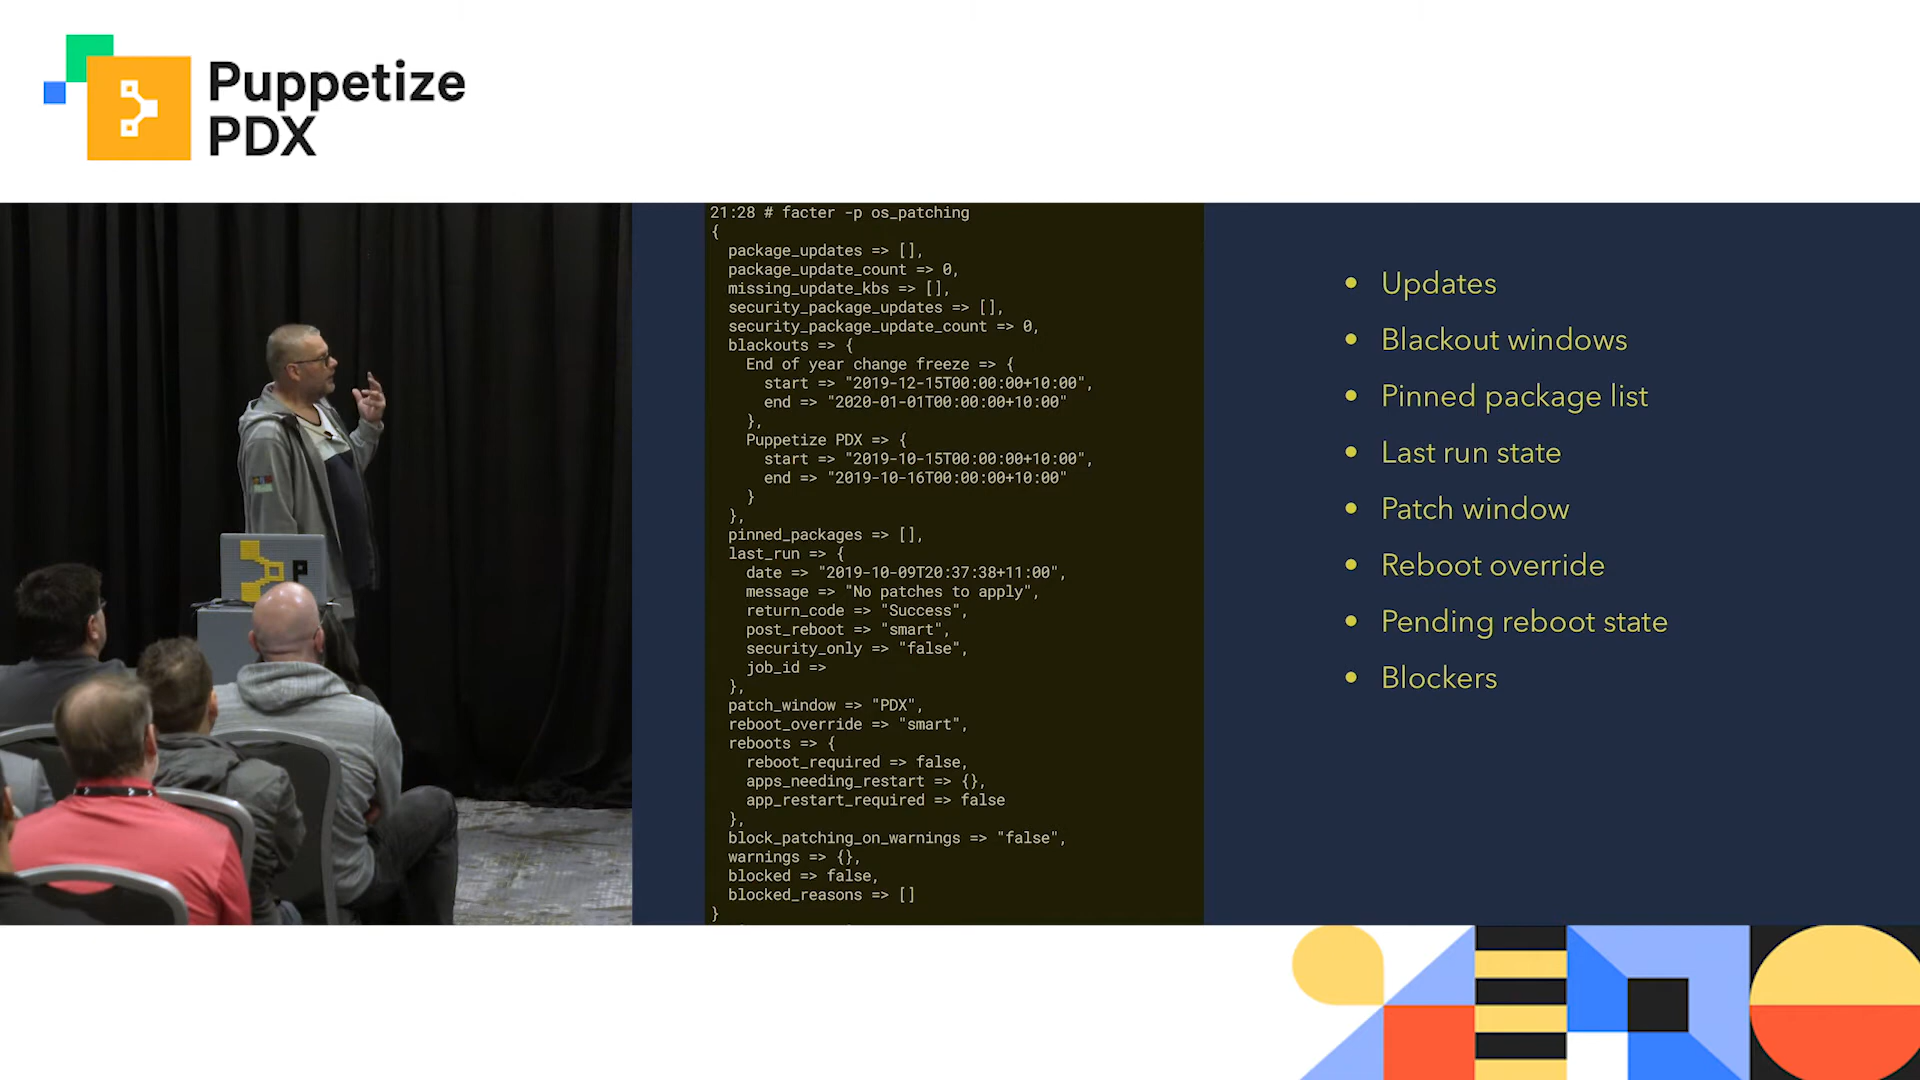 Puppetize
PDX
21:28 # facter -p os_patching
{
package_updates => [],
package_update_count => 0,
missing_update_kbs => [],
security_package_updates => [],
security_package_update_count => 0,
blackouts => {
End of year change freeze => {
start => "2019-12-15T00:00:00+10:00",
end => "2020-01-01T00:00:00+10:00"
},
Puppetize PDX => {
start => "2019-10-15T00:00:00+10:00",
end => "2019-10-16T00:00:00+10:00"
}
},
pinned_packages => [],
last_run => {
date => "2019-10-09T20:37:38+11:00",
message => "No patches to apply",
return_code => "Success",
post_reboot => "smart",
security_only => "false",
job_id =>
},
patch_window => "PDX",
reboot_override => "smart",
reboots => {
reboot_required => false,
apps_needing_restart => {},
app_restart_required => false
},
block_patching_on_warnings => "false",
warnings => {},
blocked => false,
blocked_reasons => []
}
• Updates
• Blackout windows
• Pinned package list
• Last run state
• Patch window
• Reboot override
• Pending reboot state
• Blockers
P